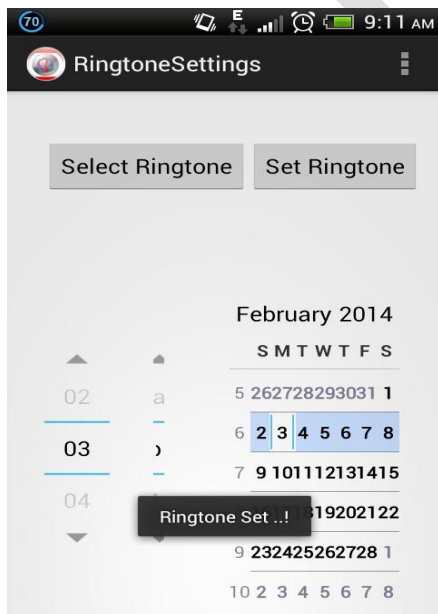 70 E 9:11 AM
RingtoneSettings
Select Ringtone Set Ringtone
February 2014
S M T W T F S
02 a 5 26 27 28 29 30 31 1
03 6 2 3 4 5 6 7 8
7 9 10 11 12 13 14 15
04 19 20 21 22
Ringtone Set ..!
9 23 24 25 26 27 28 1
10 2 3 4 5 6 7 8